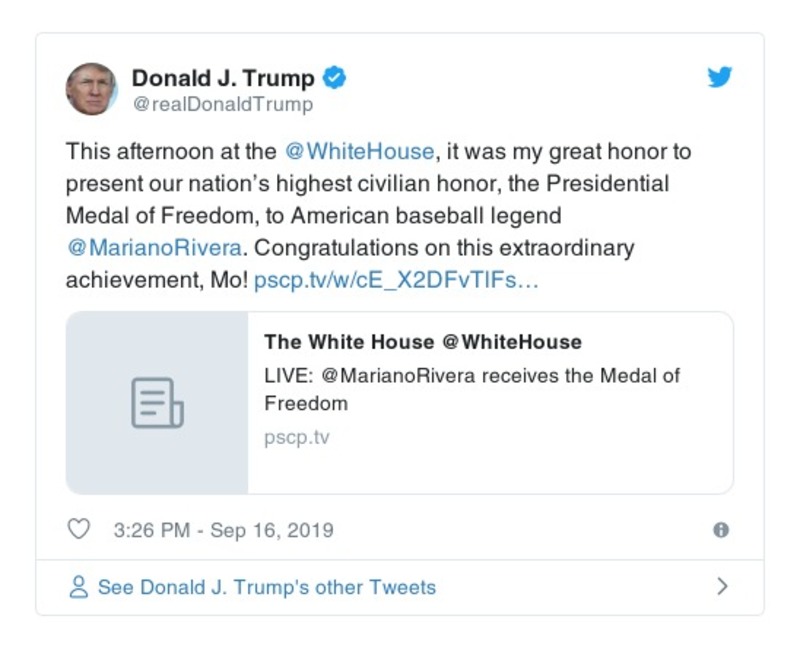 Donald J. Trump
@realDonaldTrump
This afternoon at the @WhiteHouse, it was my great honor to
present our nation’s highest civilian honor, the Presidential
Medal of Freedom, to American baseball legend
@MarianoRivera. Congratulations on this extraordinary
achievement, Mo! pscp.tv/w/cE_X2DFvTlFs…
The White House @WhiteHouse
LIVE: @MarianoRivera receives the Medal of
Freedom
pscp.tv
3:26 PM - Sep 16, 2019
See Donald J. Trump's other Tweets